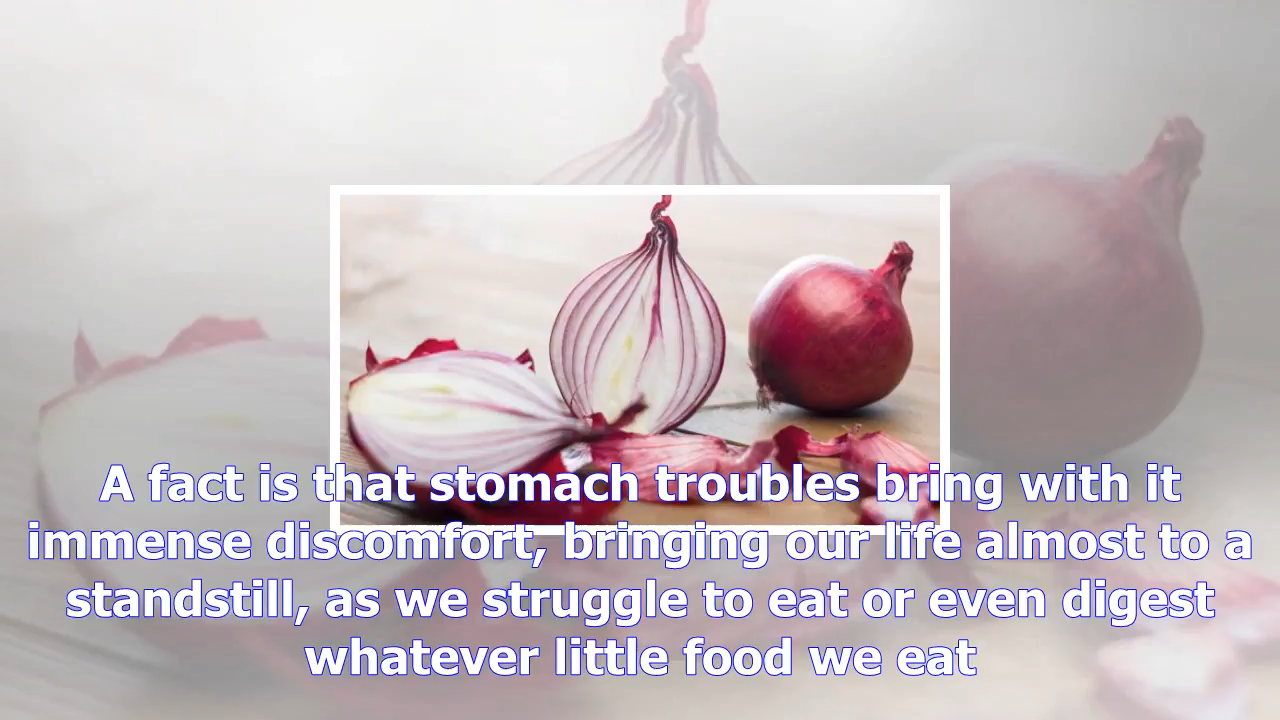 A fact is that stomach troubles bring with it
immense discomfort, bringing our life almost to a
standstill, as we struggle to eat or even digest
whatever little food we eat